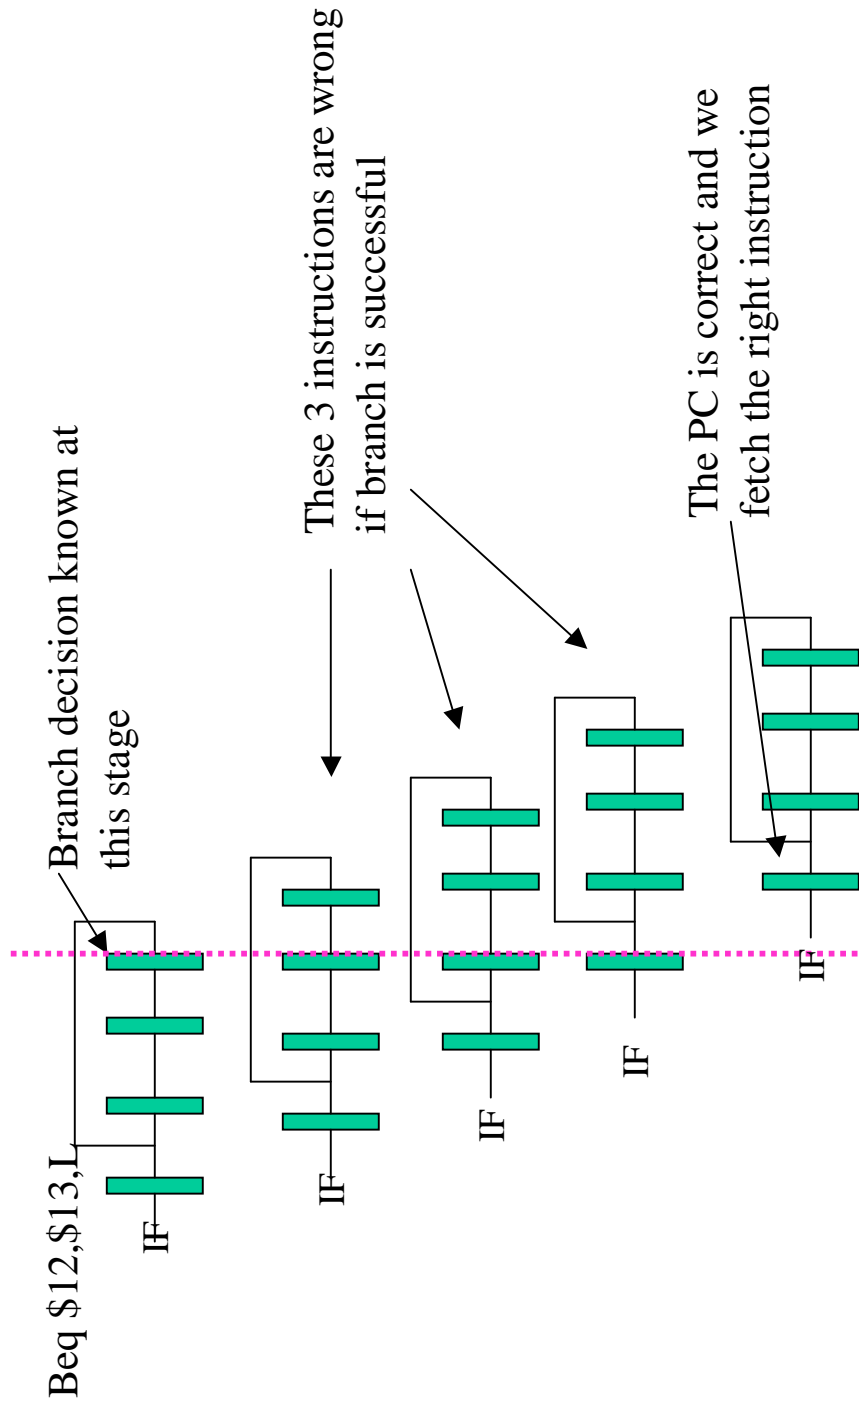 Beq $12,$13,L
Branch decision known at
this stage
IF
IF
These 3 instructions are wrong
if branch is successful
IF
IF
The PC is correct and we
fetch the right instruction
IF